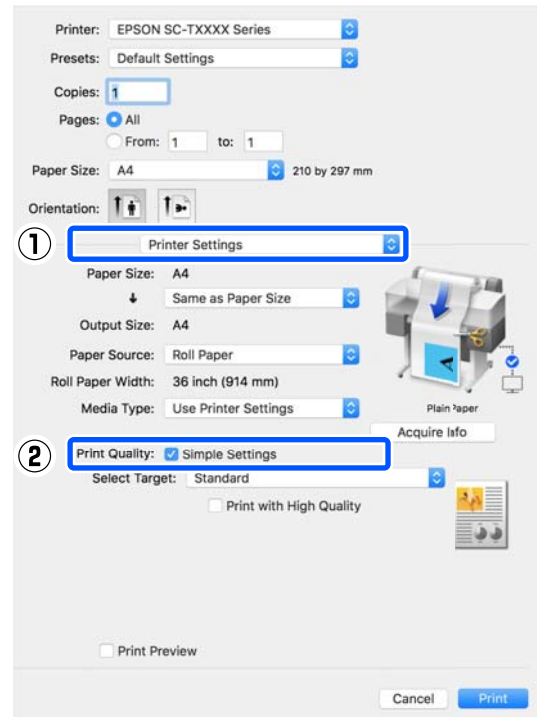 Printer: EPSON SC-TXXXX Series
Presets: Default Settings
Copies: 1
Pages: All
From: 1 to: 1
Paper Size: A4 210 by 297 mm
Orientation:
1 Printer Settings
Paper Size: A4
Same as Paper Size
Output Size: A4
Paper Source: Roll Paper
Roll Paper Width: 36 inch (914 mm)
Media Type: Use Printer Settings
Plain Paper
Acquire Info
2 Print Quality: Simple Settings
Select Target: Standard
Print with High Quality
Print Preview
Cancel Print